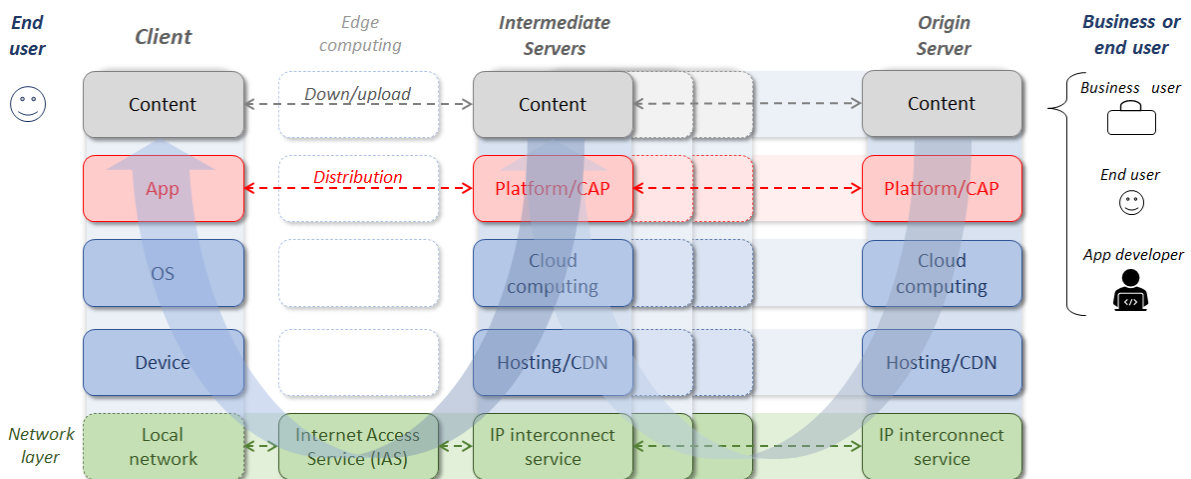 End
user
Client
Edge
computing
Intermediate
Servers
Origin
Server
Business or
end user
Content
Down/upload
Content
Content
Business user
App
Distribution
Platform/CAP
Platform/CAP
End user
OS
Cloud
computing
Cloud
computing
App developer
</>
Device
Hosting/CDN
Hosting/CDN
Network
layer
Local
network
Internet Access
Service (IAS)
IP interconnect
service
IP interconnect
service